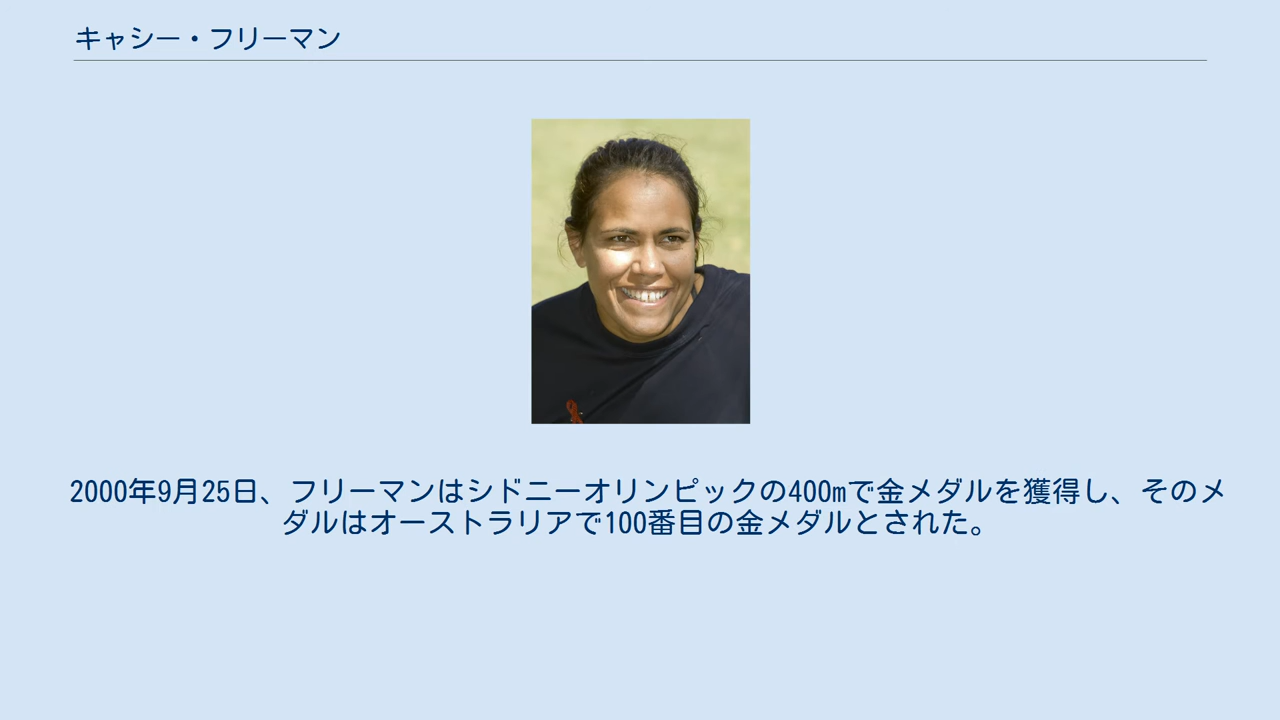 キャシー・フリーマン
2000年9月25日、フリーマンはシドニーオリンピックの400mで金メダルを獲得し、そのメ
ダルはオーストラリアで100番目の金メダルとされた。